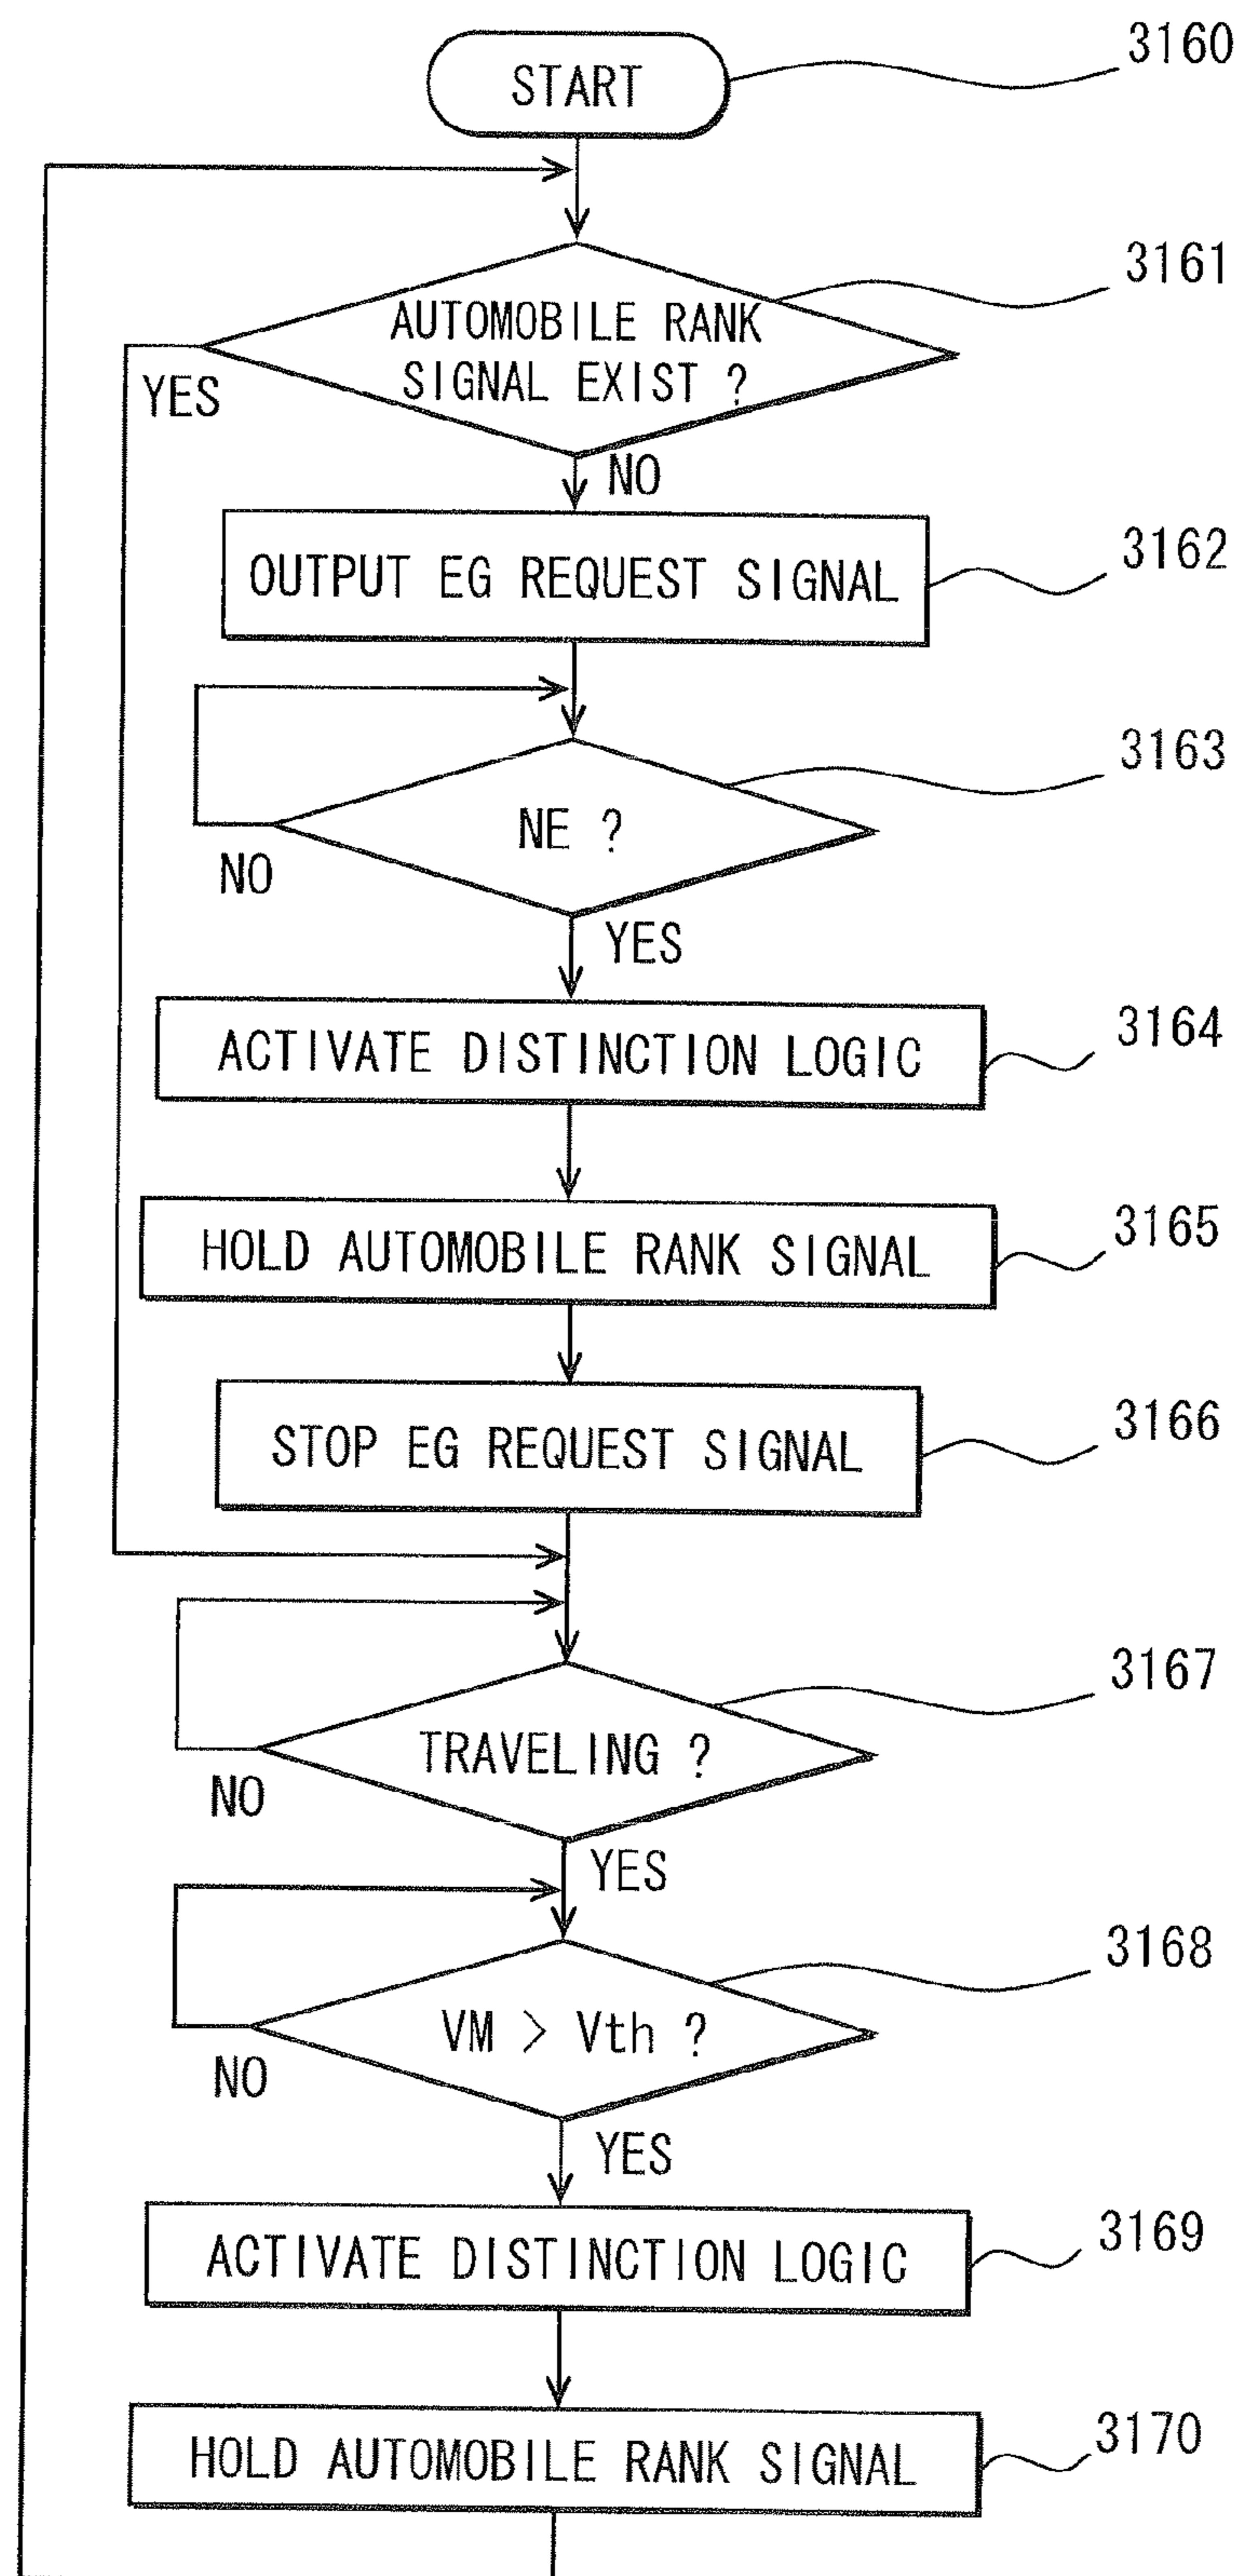 START
3160
AUTOMOBILE RANK
SIGNAL EXIST ?
3161
YES
NO
OUTPUT EG REQUEST SIGNAL
3162
NE ?
3163
NO
YES
ACTIVATE DISTINCTION LOGIC
3164
HOLD AUTOMOBILE RANK SIGNAL
3165
STOP EG REQUEST SIGNAL
3166
TRAVELING ?
3167
NO
YES
VM > Vth ?
3168
NO
YES
ACTIVATE DISTINCTION LOGIC
3169
HOLD AUTOMOBILE RANK SIGNAL
3170